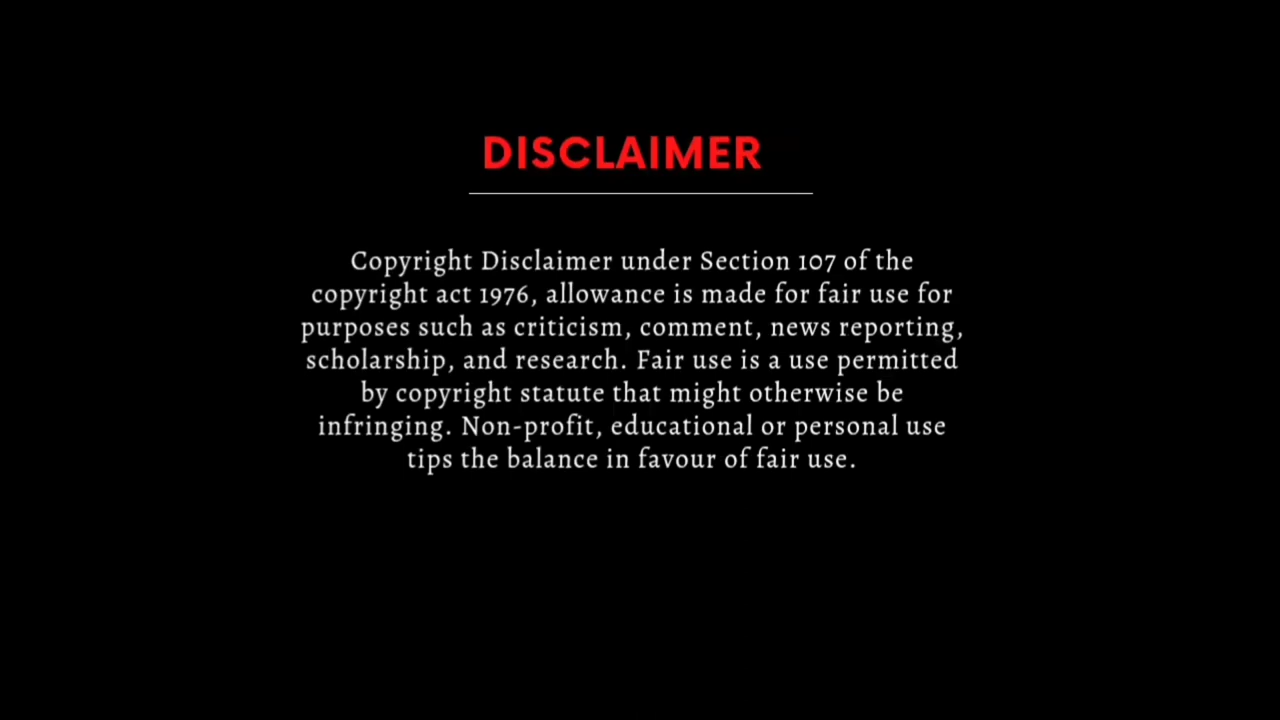 DISCLAIMER
Copyright Disclaimer under Section 107 of the
copyright act 1976, allowance is made for fair use for
purposes such as criticism, comment, news reporting,
scholarship, and research. Fair use is a use permitted
by copyright statute that might otherwise be
infringing. Non-profit, educational or personal use
tips the balance in favour of fair use.